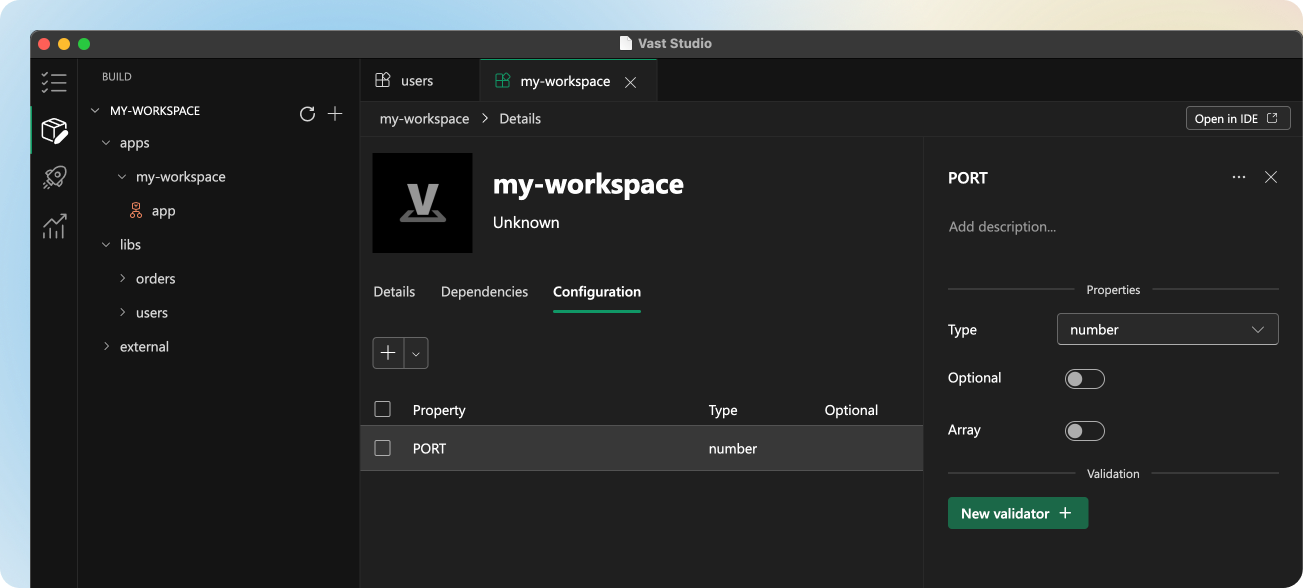 Vast Studio
BUILD
MY-WORKSPACE
apps
my-workspace
app
libs
orders
users
external
users
my-workspace
my-workspace > Details
Open in IDE
V
my-workspace
Unknown
Details Dependencies Configuration
Property Type Optional
PORT number
PORT
Add description...
Properties
Type number
Optional
Array
Validation
New validator +